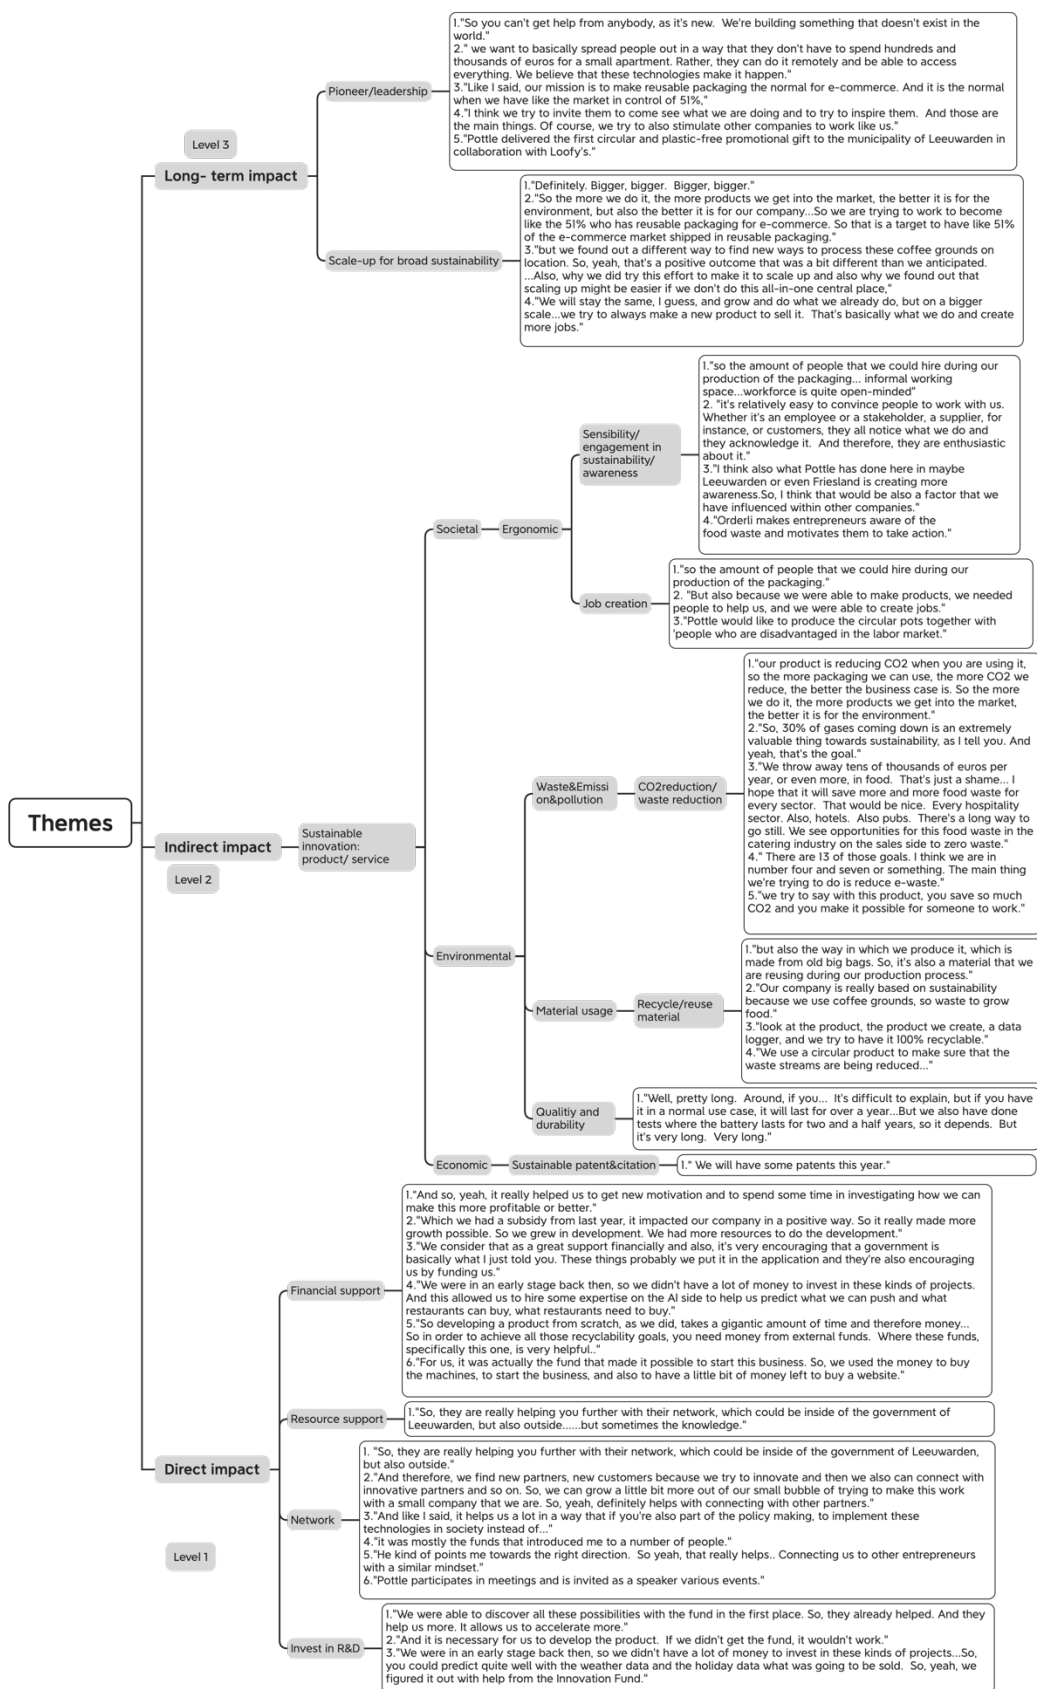 1."So you can't get help from anybody, as it's new.  We're building something that doesn't exist in the
world."
2." we want to basically spread people out in a way that they don't have to spend hundreds and
thousands of euros for a small apartment. Rather, they can do it remotely and be able to access
everything. We believe that these technologies make it happen."
3."Like I said, our mission is to make reusable packaging the normal for e-commerce. And it is the normal
when we have like the market in control of 51%,"
4."I think we try to invite them to come see what we are doing and to try to inspire them.  And those are
the main things. Of course, we try to also stimulate other companies to work like us."
5."Pottle delivered the first circular and plastic-free promotional gift to the municipality of Leeuwarden in
collaboration with Loofy's."
Pioneer/leadership
Level 3
Long- term impact
1."Definitely. Bigger, bigger.  Bigger, bigger."
2."So the more we do it, the more products we get into the market, the better it is for the
environment, but also the better it is for our company...So we are trying to work to become
like the 51% who has reusable packaging for e-commerce. So that is a target to have like 51%
of the e-commerce market shipped in reusable packaging."
3."but we found out a different way to find new ways to process these coffee grounds on
location. So, yeah, that's a positive outcome that was a bit different than we anticipated.
...Also, why we did try this effort to make it to scale up and also why we found out that
scaling up might be easier if we don't do this all-in-one central place,"
4."We will stay the same, I guess, and grow and do what we already do, but on a bigger
scale...we try to always make a new product to sell it.  That's basically what we do and create
more jobs."
Scale-up for broad sustainability
1."so the amount of people that we could hire during our
production of the packaging... informal working
space...workforce is quite open-minded"
2. "it's relatively easy to convince people to work with us.
Whether it's an employee or a stakeholder, a supplier, for
instance, or customers, they all notice what we do and
they acknowledge it.  And therefore, they are enthusiastic
about it."
3."I think also what Pottle has done here in maybe
Leeuwarden or even Friesland is creating more
awareness.So, I think that would be also a factor that we
have influenced within other companies."
4."Orderli makes entrepreneurs aware of the
food waste and motivates them to take action."
Sensibility/
engagement in
sustainability/
awareness
Societal
Ergonomic
1."so the amount of people that we could hire during our
production of the packaging."
2. "But also because we were able to make products, we needed
people to help us, and we were able to create jobs."
3."Pottle would like to produce the circular pots together with
'people who are disadvantaged in the labor market."
Job creation
1."our product is reducing CO2 when you are using it,
so the more packaging we can use, the more CO2 we
reduce, the better the business case is. So the more
we do it, the more products we get into the market,
the better it is for the environment."
2."So, 30% of gases coming down is an extremely
valuable thing towards sustainability, as I tell you. And
yeah, that's the goal."
3."We throw away tens of thousands of euros per
year, or even more, in food.  That's just a shame... I
hope that it will save more and more food waste for
every sector.  That would be nice.  Every hospitality
sector. Also, hotels.  Also pubs.  There's a long way to
go still. We see opportunities for this food waste in the
catering industry on the sales side to zero waste."
4." There are 13 of those goals. I think we are in
number four and seven or something. The main thing
we're trying to do is reduce e-waste."
5."we try to say with this product, you save so much
CO2 and you make it possible for someone to work."
Waste&Emissi
on&pollution
CO2reduction/
waste reduction
Themes
Indirect impact
Sustainable
innovation:
product/ service
Level 2
Environmental
1."but also the way in which we produce it, which is
made from old big bags. So, it's also a material that we
are reusing during our production process."
2."Our company is really based on sustainability
because we use coffee grounds, so waste to grow
food."
3."look at the product, the product we create, a data
logger, and we try to have it 100% recyclable."
4."We use a circular product to make sure that the
waste streams are being reduced..."
Material usage
Recycle/reuse
material
Qualitiy and
durability
1."Well, pretty long.  Around, if you...  It's difficult to explain, but if you have
it in a normal use case, it will last for over a year...But we also have done
tests where the battery lasts for two and a half years, so it depends.  But
it's very long.  Very long."
Economic
Sustainable patent&citation
1." We will have some patents this year."
1."And so, yeah, it really helped us to get new motivation and to spend some time in investigating how we can
make this more profitable or better."
2."Which we had a subsidy from last year, it impacted our company in a positive way. So it really made more
growth possible. So we grew in development. We had more resources to do the development."
3."We consider that as a great support financially and also, it's very encouraging that a government is
basically what I just told you. These things probably we put it in the application and they're also encouraging
us by funding us."
4."We were in an early stage back then, so we didn't have a lot of money to invest in these kinds of projects.
And this allowed us to hire some expertise on the AI side to help us predict what we can push and what
restaurants can buy, what restaurants need to buy."
5."So developing a product from scratch, as we did, takes a gigantic amount of time and therefore money...
So in order to achieve all those recyclability goals, you need money from external funds.  Where these funds,
specifically this one, is very helpful.."
6."For us, it was actually the fund that made it possible to start this business. So, we used the money to buy
the machines, to start the business, and also to have a little bit of money left to buy a website."
Financial support
Resource support
1."So, they are really helping you further with their network, which could be inside of the government of
Leeuwarden, but also outside......but sometimes the knowledge."
Direct impact
Level 1
1. "So, they are really helping you further with their network, which could be inside of the government of Leeuwarden,
but also outside."
2."And therefore, we find new partners, new customers because we try to innovate and then we also can connect with
innovative partners and so on. So, we can grow a little bit more out of our small bubble of trying to make this work
with a small company that we are. So, yeah, definitely helps with connecting with other partners."
3."And like I said, it helps us a lot in a way that if you're also part of the policy making, to implement these
technologies in society instead of..."
4."it was mostly the funds that introduced me to a number of people."
5."He kind of points me towards the right direction.  So yeah, that really helps.. Connecting us to other entrepreneurs
with a similar mindset."
6."Pottle participates in meetings and is invited as a speaker various events."
Network
1."We were able to discover all these possibilities with the fund in the first place. So, they already helped. And they
help us more. It allows us to accelerate more."
2."And it is necessary for us to develop the product.  If we didn't get the fund, it wouldn't work."
3."We were in an early stage back then, so we didn't have a lot of money to invest in these kinds of projects...So,
you could predict quite well with the weather data and the holiday data what was going to be sold.  So, yeah, we
figured it out with help from the Innovation Fund."
Invest in R&D